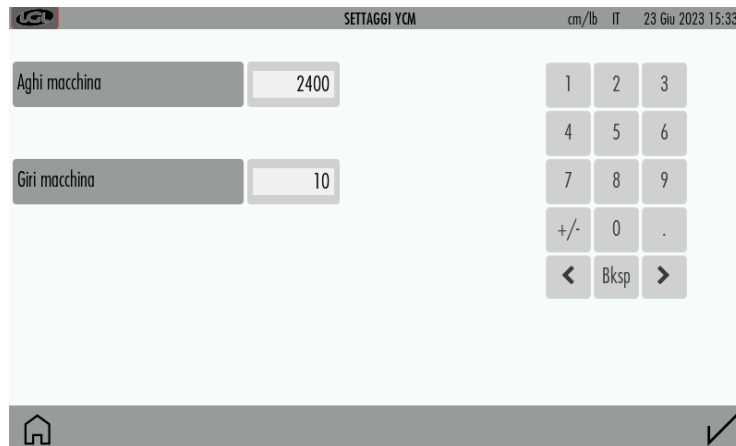 LGL
SETTAGGI YCM
cm/lb IT 23 Giu 2023 15:33
Aghi macchina 2400
Giri macchina 10
1 2 3
4 5 6
7 8 9
+/- 0 .
Bksp